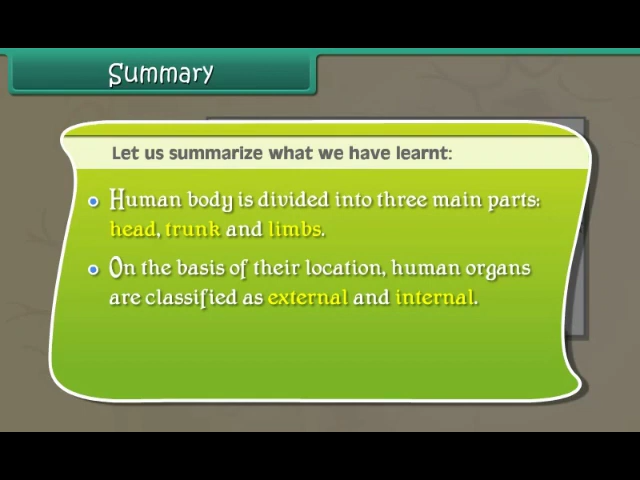 Summary
Let us summarize what we have learnt:
Human body is divided into three main parts:
head, trunk and limbs.
On the basis of their location, human organs
are classified as external and internal.